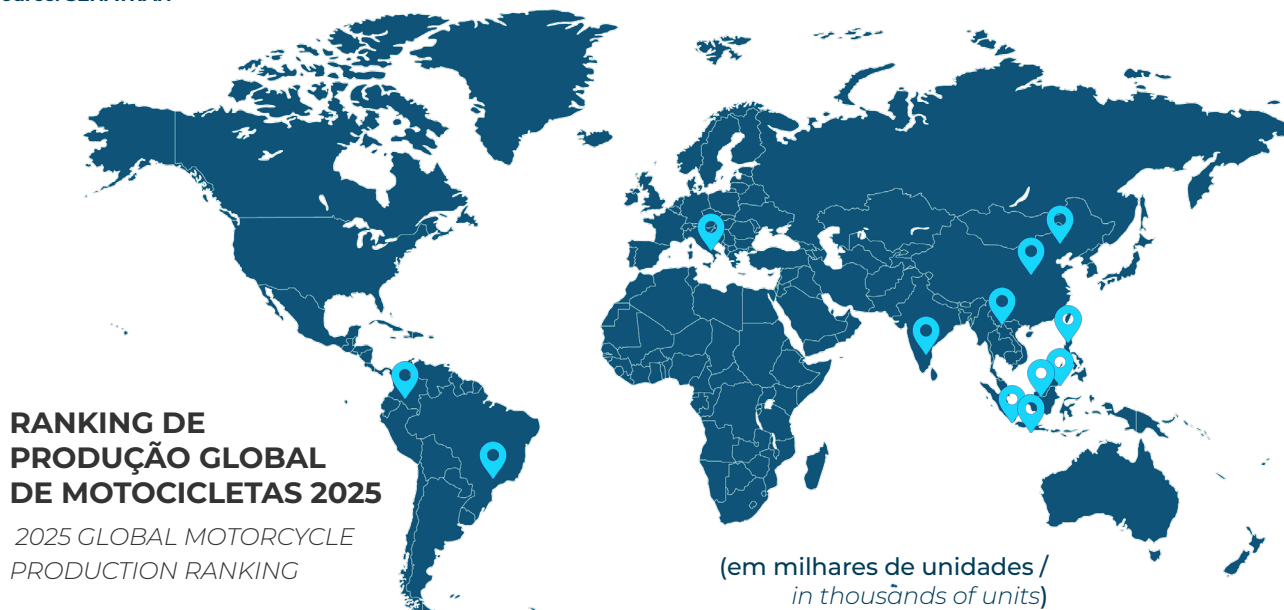 RANKING DE
PRODUÇÃO GLOBAL
DE MOTOCICLETAS 2025
2025 GLOBAL MOTORCYCLE
PRODUCTION RANKING
(em milhares de unidades /
in thousands of units)